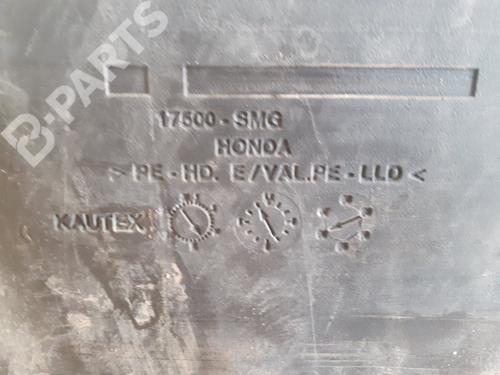 B-PARTS
17500-SMG
HONDA
>PE-HD. E/VAL.PE-LLD<
KAUTEX